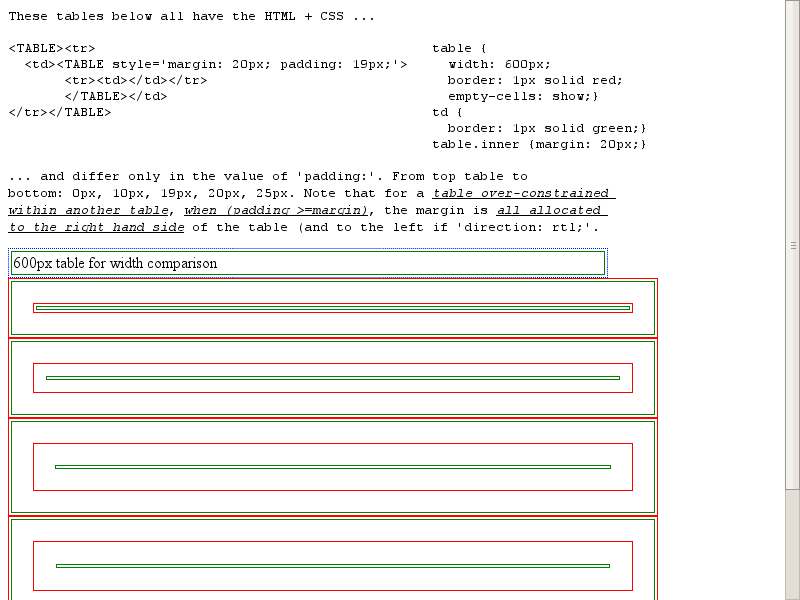 These tables below all have the HTML + CSS ...
<TABLE><tr>
<td><TABLE style='margin: 20px; padding: 19px;'>
<tr><td></td></tr>
</TABLE></td>
</tr></TABLE>
table {
width: 600px;
border: 1px solid red;
empty-cells: show;}
td {
border: 1px solid green;}
table.inner {margin: 20px;}
... and differ only in the value of 'padding:'. From top table to
bottom: 0px, 10px, 19px, 20px, 25px. Note that for a table over-constrained
within another table, when (padding >=margin), the margin is all allocated
to the right hand side of the table (and to the left if 'direction: rtl;'.
600px table for width comparison